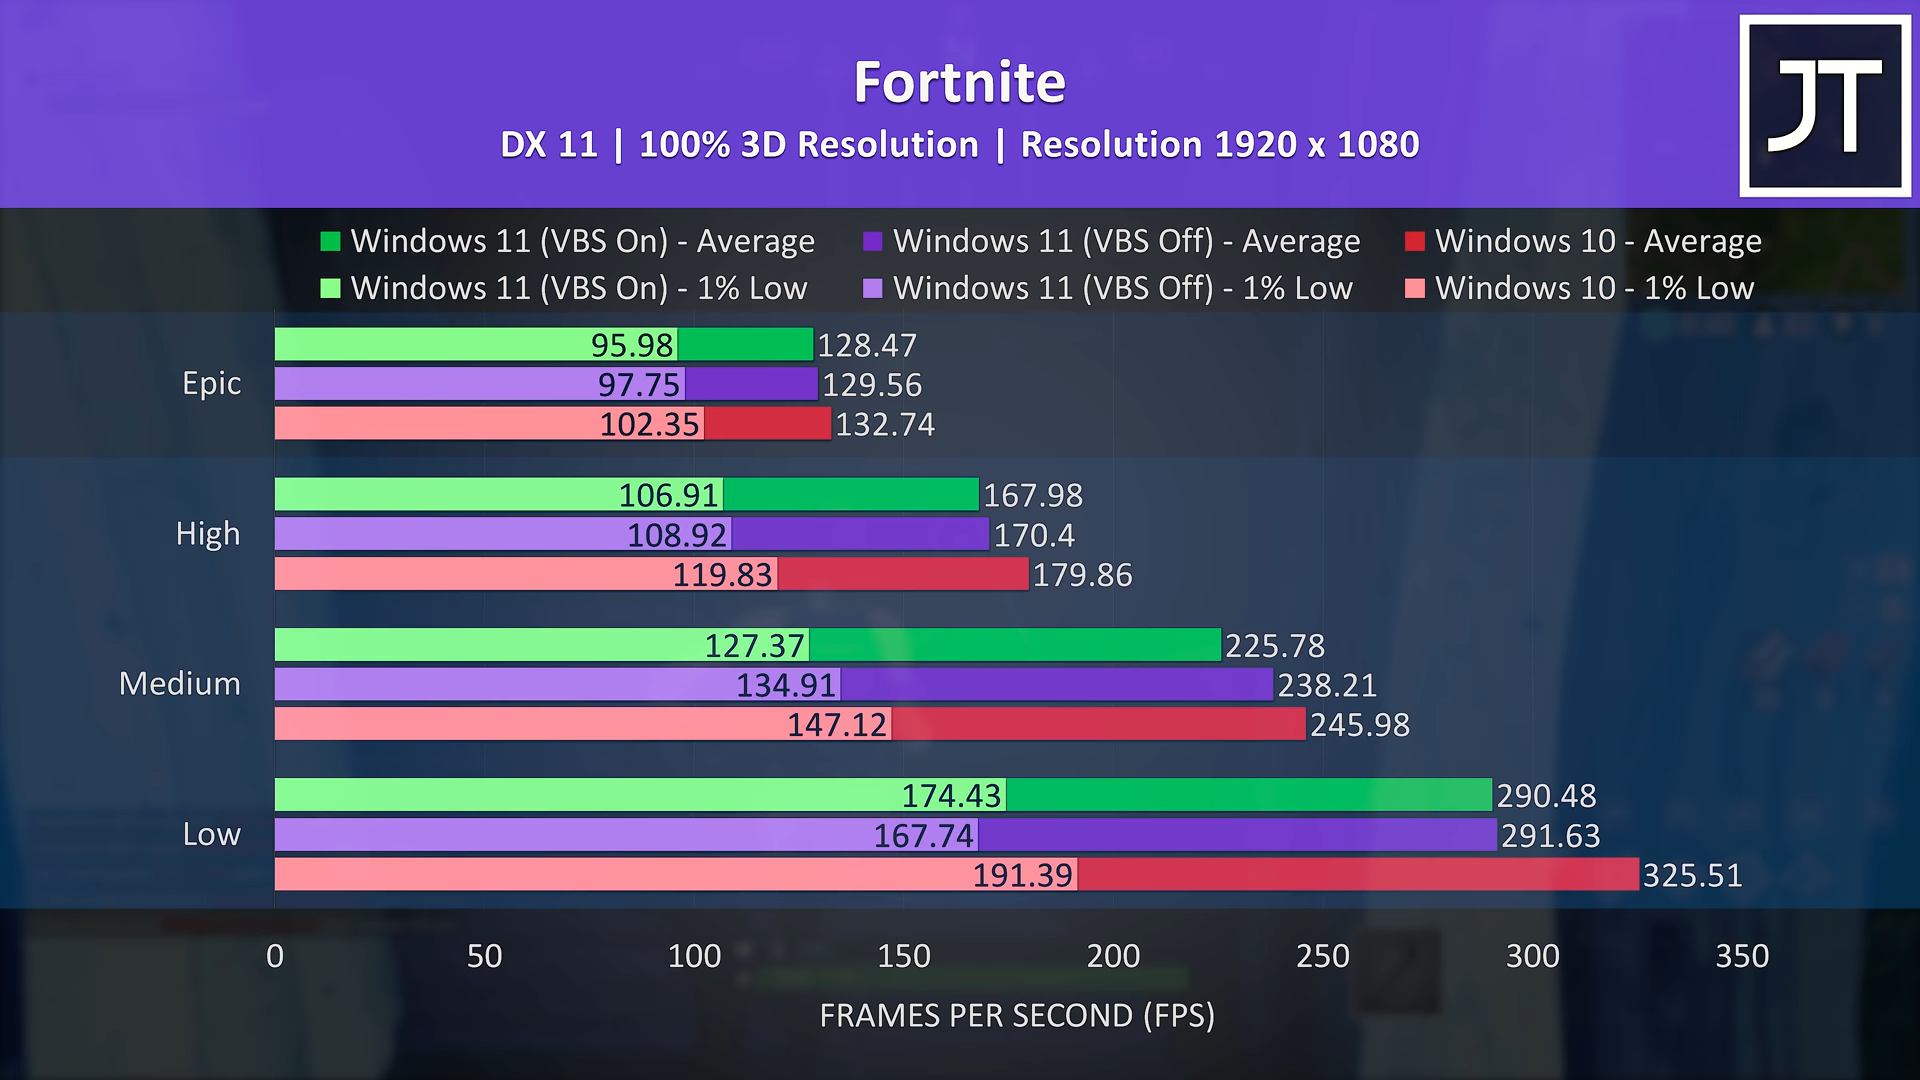 Fortnite
JT
DX 11 | 100% 3D Resolution | Resolution 1920 x 1080
Windows 11 (VBS On) - Average Windows 11 (VBS Off) - Average Windows 10 - Average
Windows 11 (VBS On) - 1% Low Windows 11 (VBS Off) - 1% Low Windows 10 - 1% Low
95.98 128.47
Epic 97.75 129.56
102.35 132.74
106.91 167.98
High 108.92 170.4
119.83 179.86
127.37 225.78
Medium 134.91 238.21
147.12 245.98
174.43 290.48
Low 167.74 291.63
191.39 325.51
0 50 100 150 200 250 300 350
FRAMES PER SECOND (FPS)